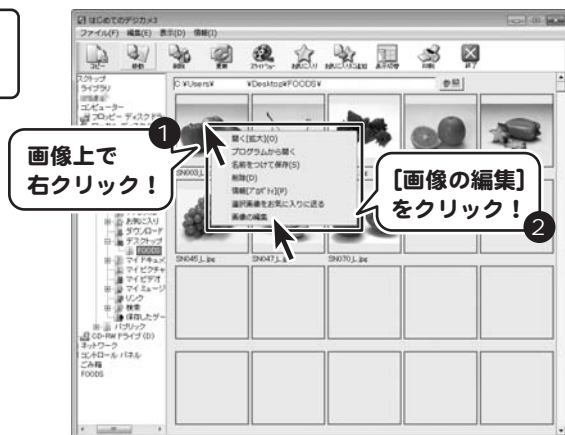 はじめてのデジカメ3
ファイル(F) 編集(E) 表示(D) 情報(I)
コピー 移動 削除 更新 スライドショー お気に入り お気に入りに追加 表示切替 印刷 終了
スクトップ
ライブラリ
コンピューター
フロッピー ディスクドラ
C:¥Users¥ ¥Desktop¥FOODS¥
参照
1
画像上で
右クリック!
開く[拡大](O)
プログラムから開く
名前をつけて保存(S)
削除(D)
情報[プロパティ](P)
選択画像をお気に入りに送る
画像の編集
[画像の編集]
をクリック!
2
SN003_L
SN045_L.jpg
SN047_L.jpg
SN070_L.jpg
お気に入り
ダウンロード
デスクトップ
FOODS
マイ ドキュメ
マイ ピクチャ
マイ ビデオ
マイ ミュージ
リンク
検索
保存したゲー
パブリック
CD-RW ドライブ (D:)
ネットワーク
コントロール パネル
ごみ箱
FOODS